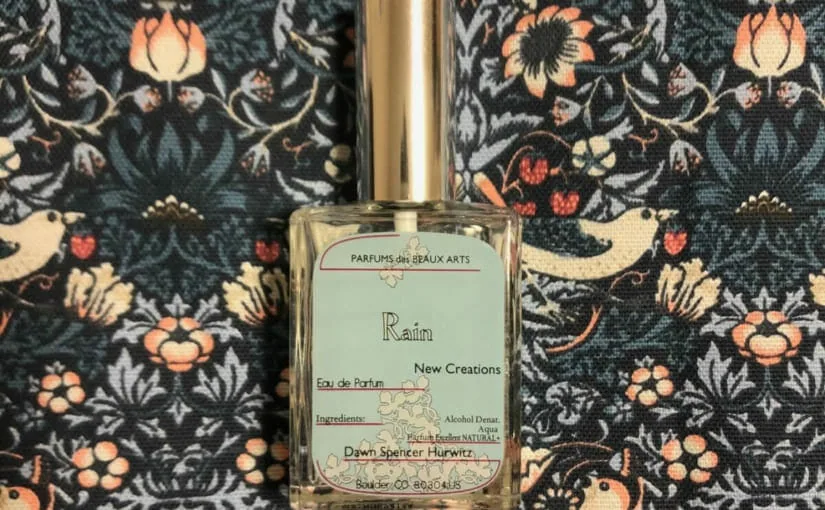 PARFUMS des BEAUX ARTS
Rain
New Creations
Eau de Parfum
Ingredients: Alcohol Denat.
Aqua
Parfum Excellent NATURAL+
Dawn Spencer Hurwitz
Boulder, CO 80304 US